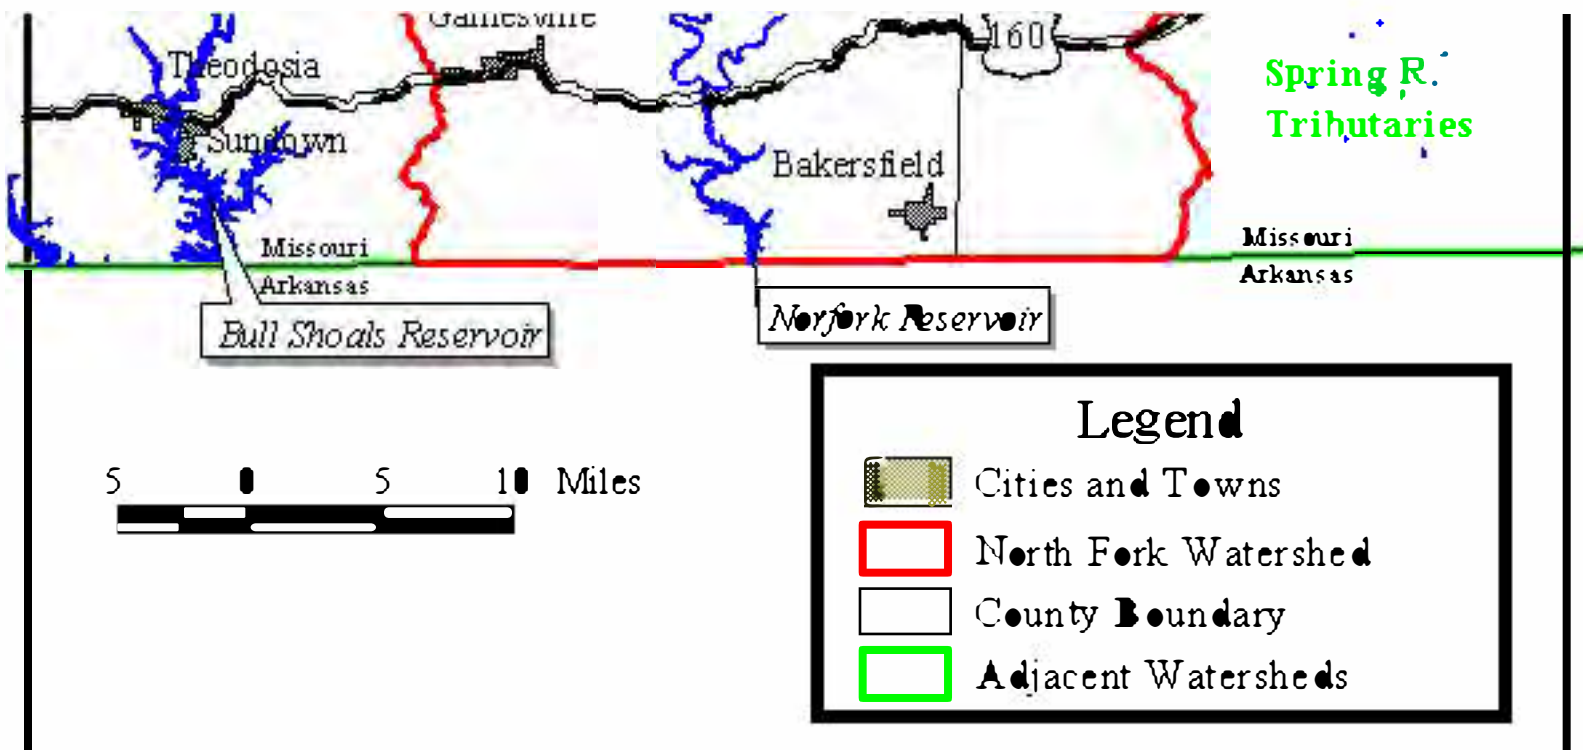 Gainesville
160
Theodosia
Spring R.
Tributaries
Sundown
Bakersfield
Missouri
Arkansas
Missouri
Arkansas
Bull Shoals Reservoir
Norfork Reservoir
Legend
5 0 5 10 Miles
Cities and Towns
North Fork Watershed
County Boundary
Adjacent Watersheds